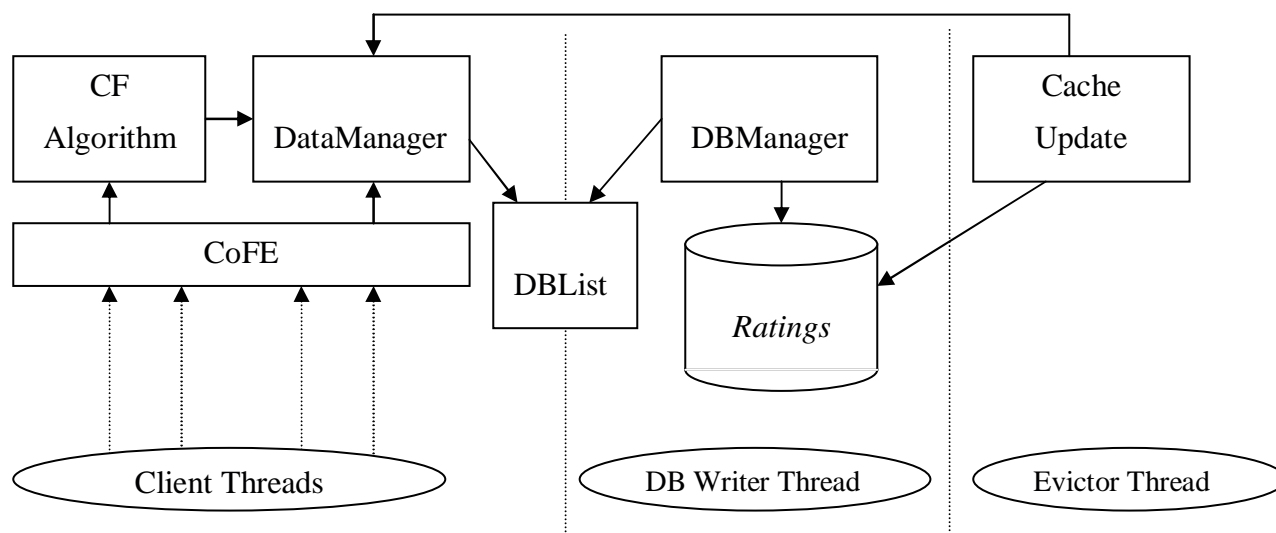 CF
Algorithm
DataManager
DBManager
Cache
Update
CoFE
DBList
Ratings
Client Threads
DB Writer Thread
Evictor Thread